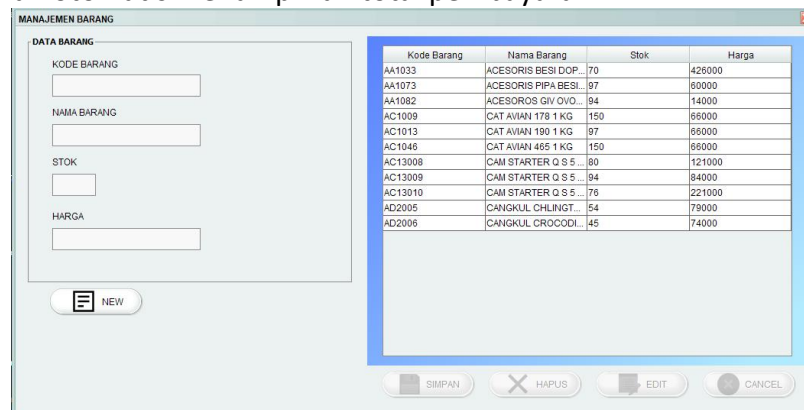 MANAJEMEN BARANG
DATA BARANG
KODE BARANG
NAMA BARANG
STOK
HARGA
NEW
Kode Barang Nama Barang Stok Harga
AA1033 ACESORIS BESI DOP... 70 426000
AA1073 ACESORIS PIPA BESI... 97 60000
AA1082 ACESOROS GIV OVO... 94 14000
AC1009 CAT AVIAN 178 1 KG 150 66000
AC1013 CAT AVIAN 190 1 KG 97 66000
AC1046 CAT AVIAN 465 1 KG 150 66000
AC13008 CAM STARTER Q S 5 ... 80 121000
AC13009 CAM STARTER Q S 5 ... 94 84000
AC13010 CAM STARTER Q S 5 ... 76 221000
AD2005 CANGKUL CHLINGT... 54 79000
AD2006 CANGKUL CROCODI... 45 74000
SIMPAN HAPUS EDIT CANCEL